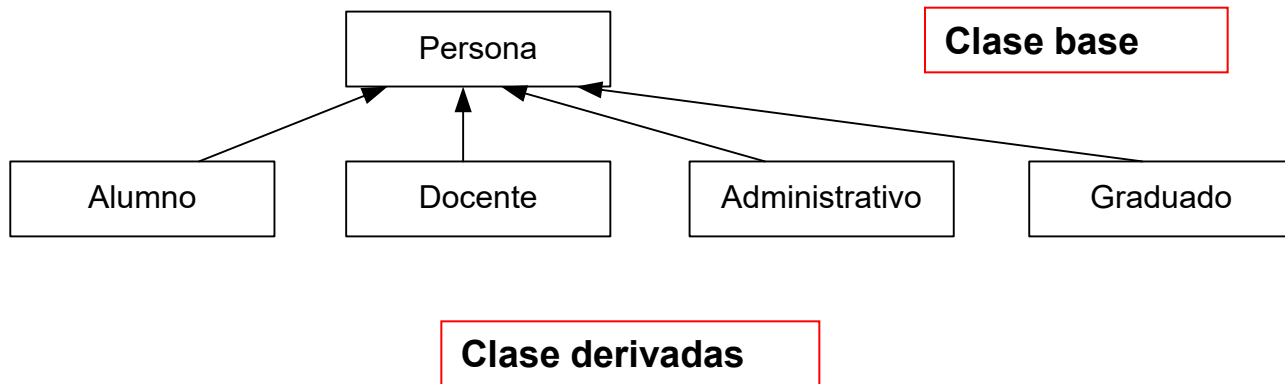 Persona
Clase base
Alumno
Docente
Administrativo
Graduado
Clase derivadas